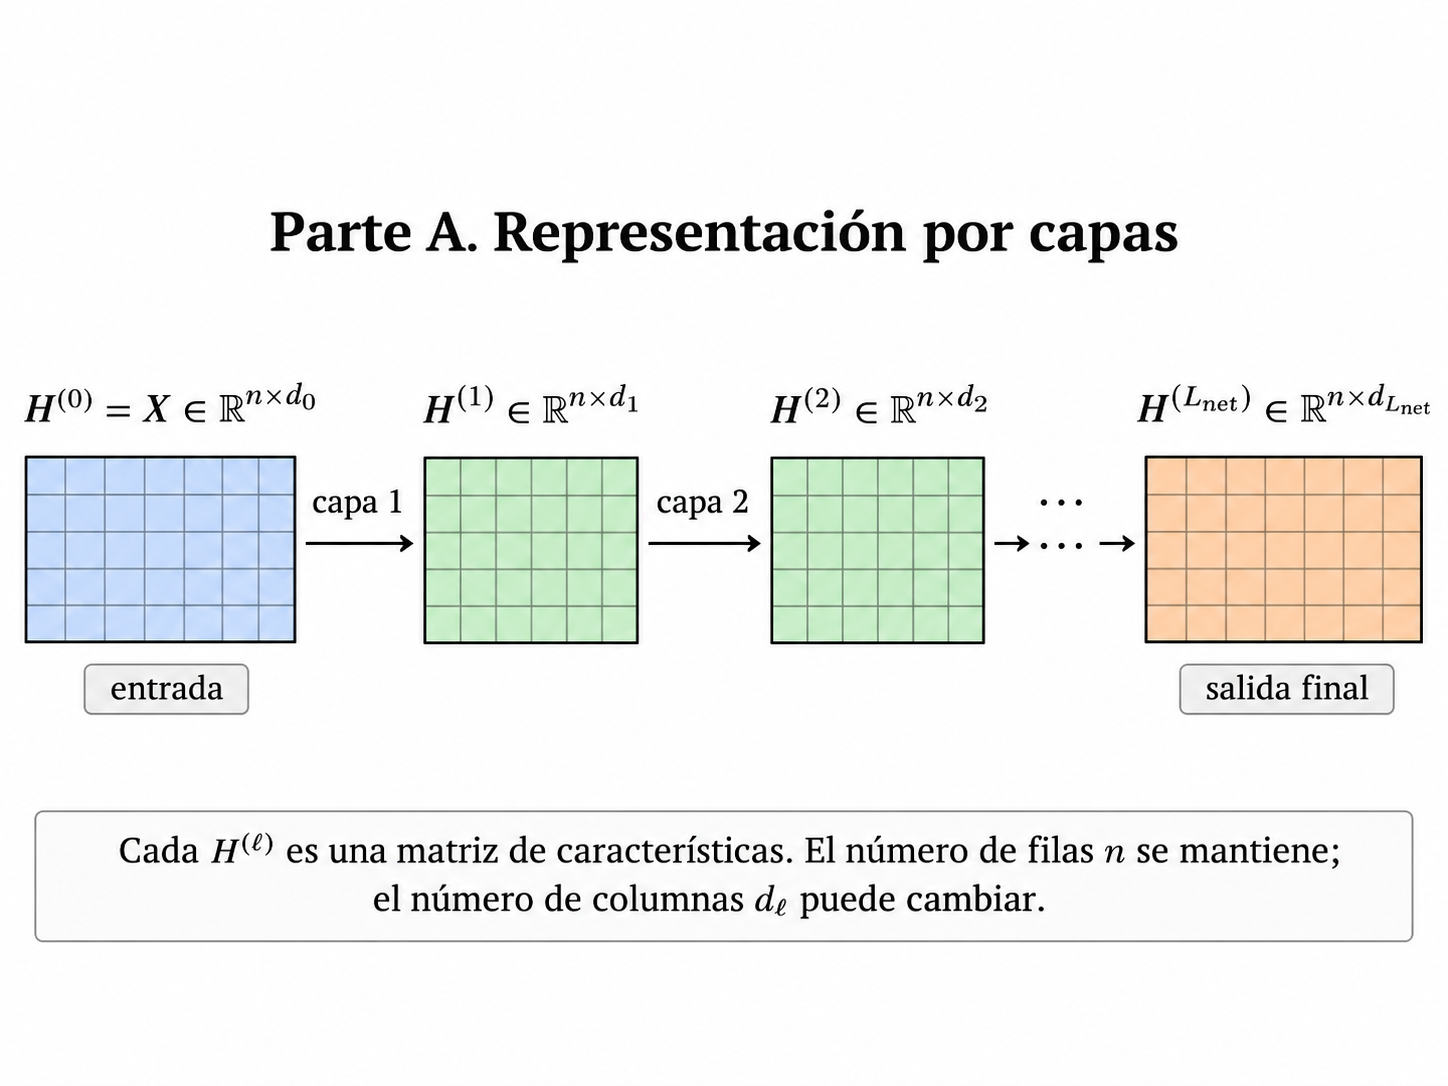 Parte A. Representación por capas
H^(0) = X ∈ ℝ^{n×d_0}
H^(1) ∈ ℝ^{n×d_1}
H^(2) ∈ ℝ^{n×d_2}
H^(L_net) ∈ ℝ^{n×d_{L_net}}
capa 1
capa 2
...
...
entrada
salida final
Cada H^(ℓ) es una matriz de características. El número de filas n se mantiene;
el número de columnas d_ℓ puede cambiar.